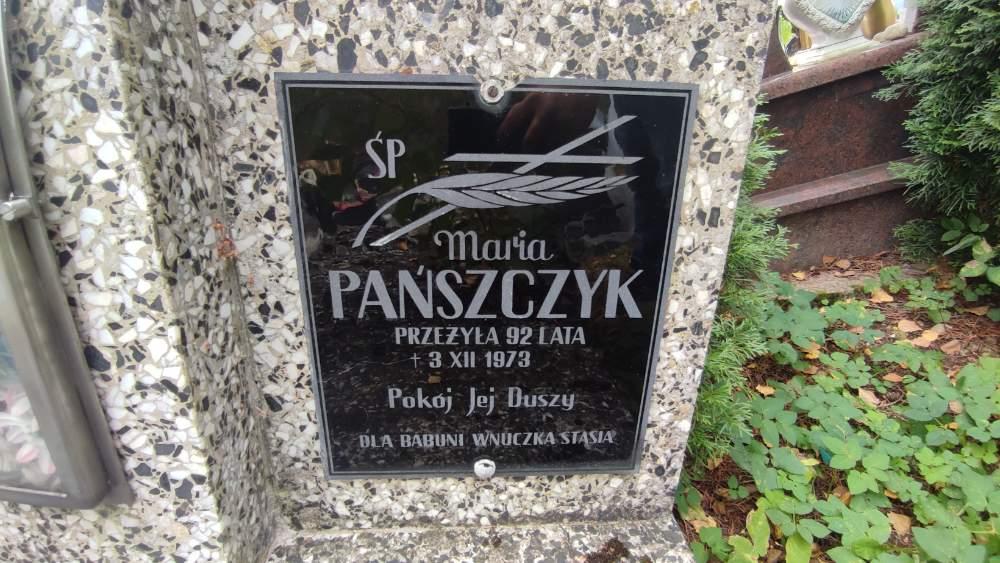 ŚP
Maria
PAŃSZCZYK
PRZEŻYŁA 92 LATA
† 3 XII 1973
Pokój Jej Duszy
DLA BABUNI WNUCZKA STASIA